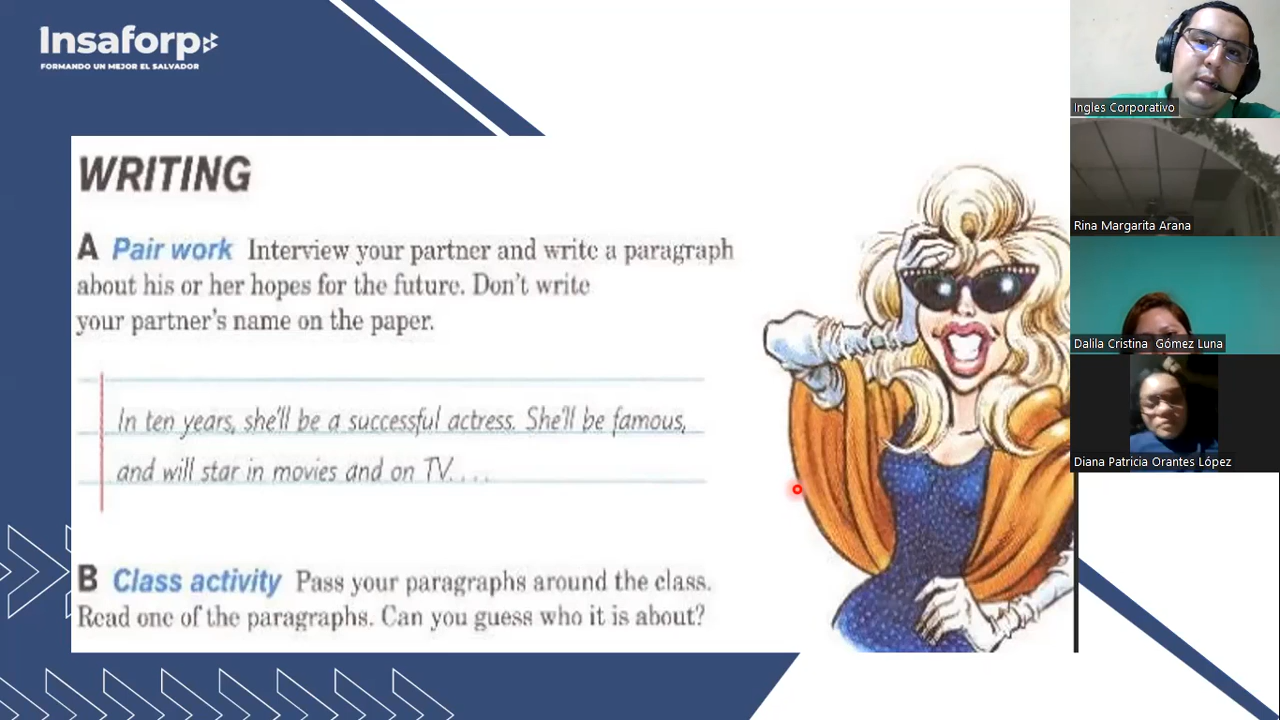 Insaforp
FORMANDO UN MEJOR EL SALVADOR
WRITING
A Pair work Interview your partner and write a paragraph
about his or her hopes for the future. Don't write
your partner's name on the paper.
In ten years, she'll be a successful actress. She'll be famous,
and will star in movies and on TV. . . .
B Class activity Pass your paragraphs around the class.
Read one of the paragraphs. Can you guess who it is about?
Ingles Corporativo
Rina Margarita Arana
Dalila Cristina Gómez Luna
Diana Patricia Orantes López